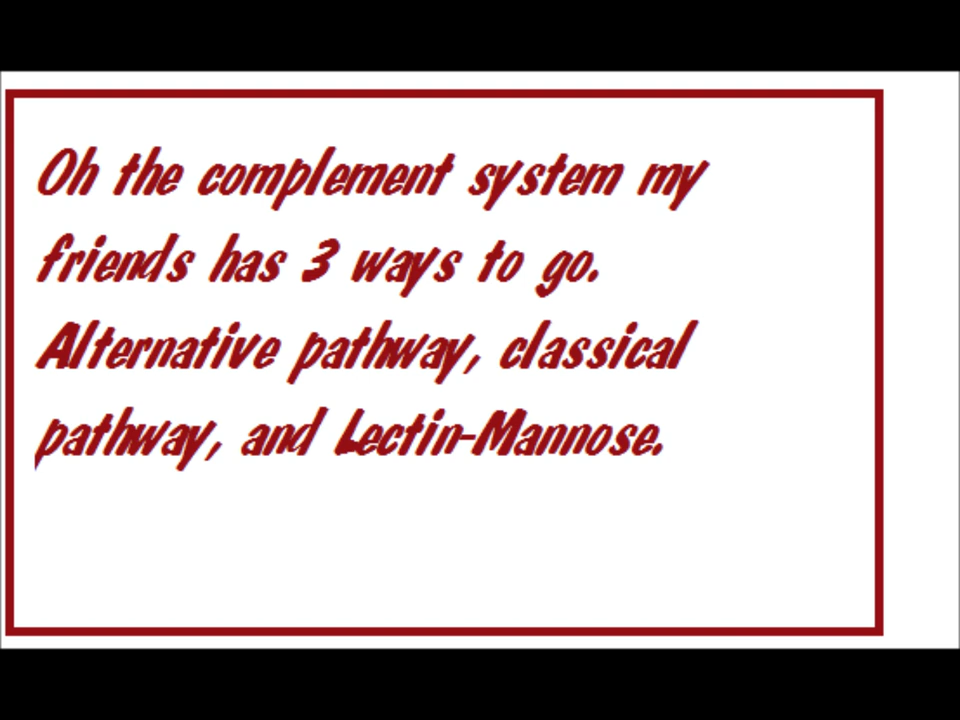 Oh the complement system my
friends has 3 ways to go.
Alternative pathway, classical
pathway, and Lectin-Mannose.